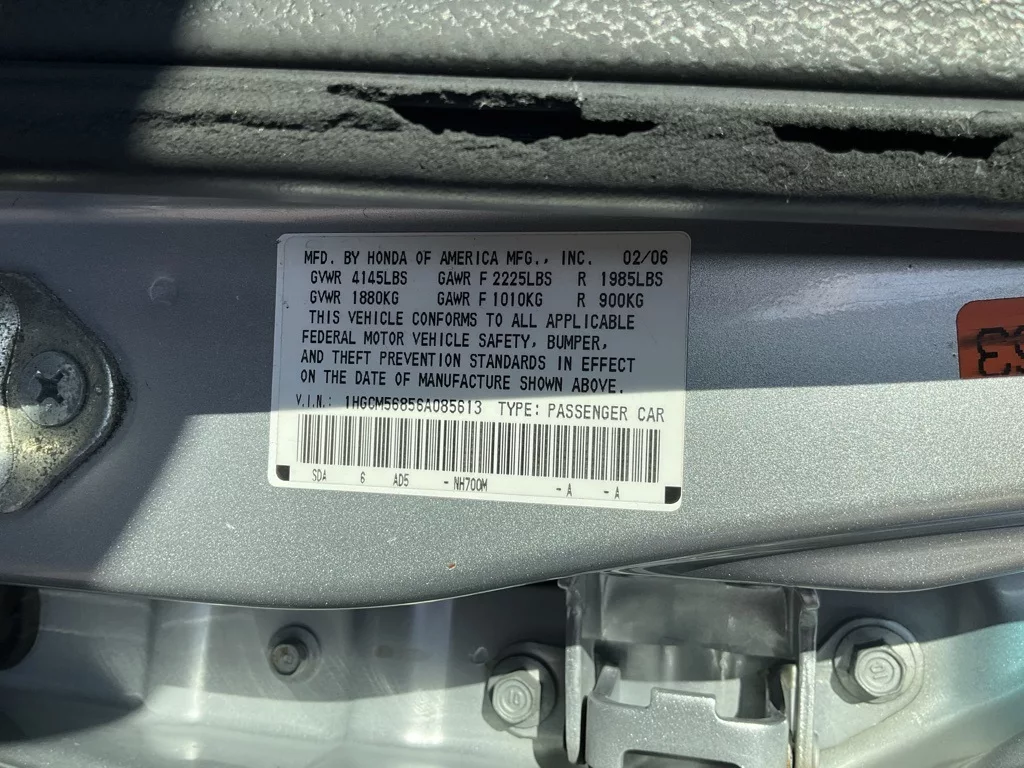 MFD. BY HONDA OF AMERICA MFG., INC. 02/06
GVWR 4145LBS GAWR F 2225LBS R 1985LBS
GVWR 1880KG GAWR F 1010KG R 900KG
THIS VEHICLE CONFORMS TO ALL APPLICABLE
FEDERAL MOTOR VEHICLE SAFETY, BUMPER,
AND THEFT PREVENTION STANDARDS IN EFFECT
ON THE DATE OF MANUFACTURE SHOWN ABOVE.
V.I.N.: 1HGCM56856A085613 TYPE: PASSENGER CAR
SDA 6 AD5 -NH700M -A -A